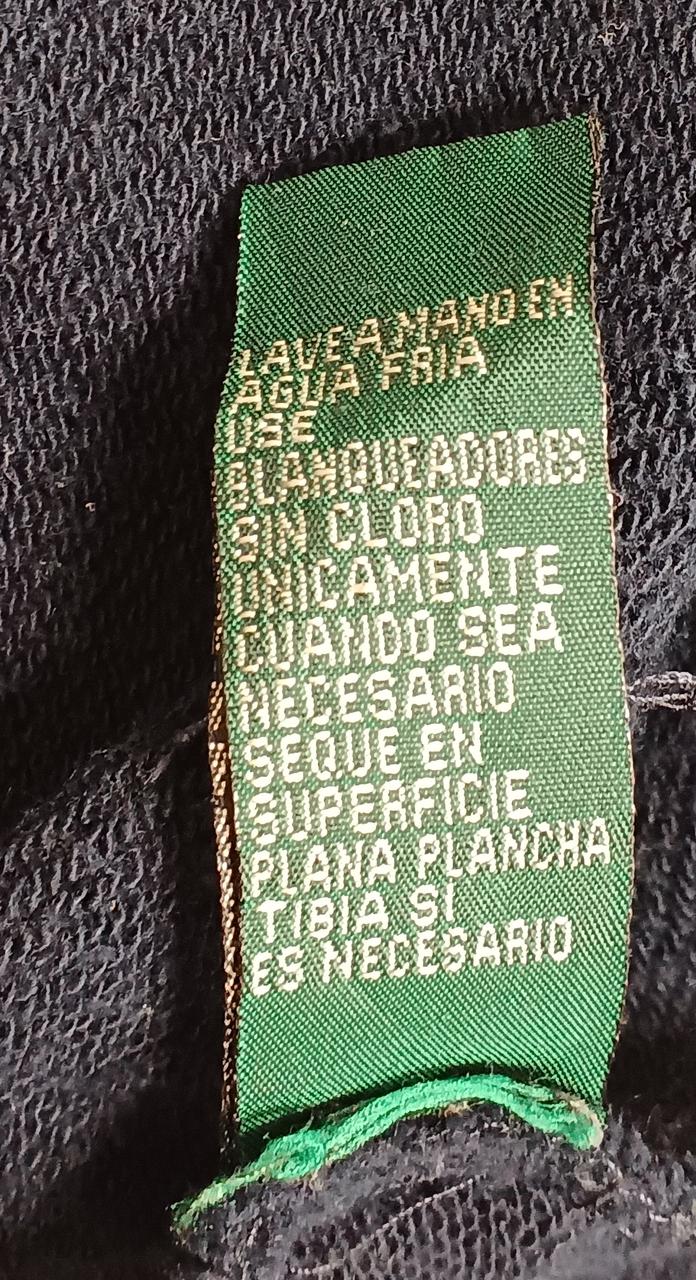 LAVE A MANO EN
AGUA FRIA
USE
BLANQUEADORES
SIN CLORO
UNICAMENTE
CUANDO SEA
NECESARIO
SEQUE EN
SUPERFICIE
PLANA PLANCHA
TIBIA SI
ES NECESARIO